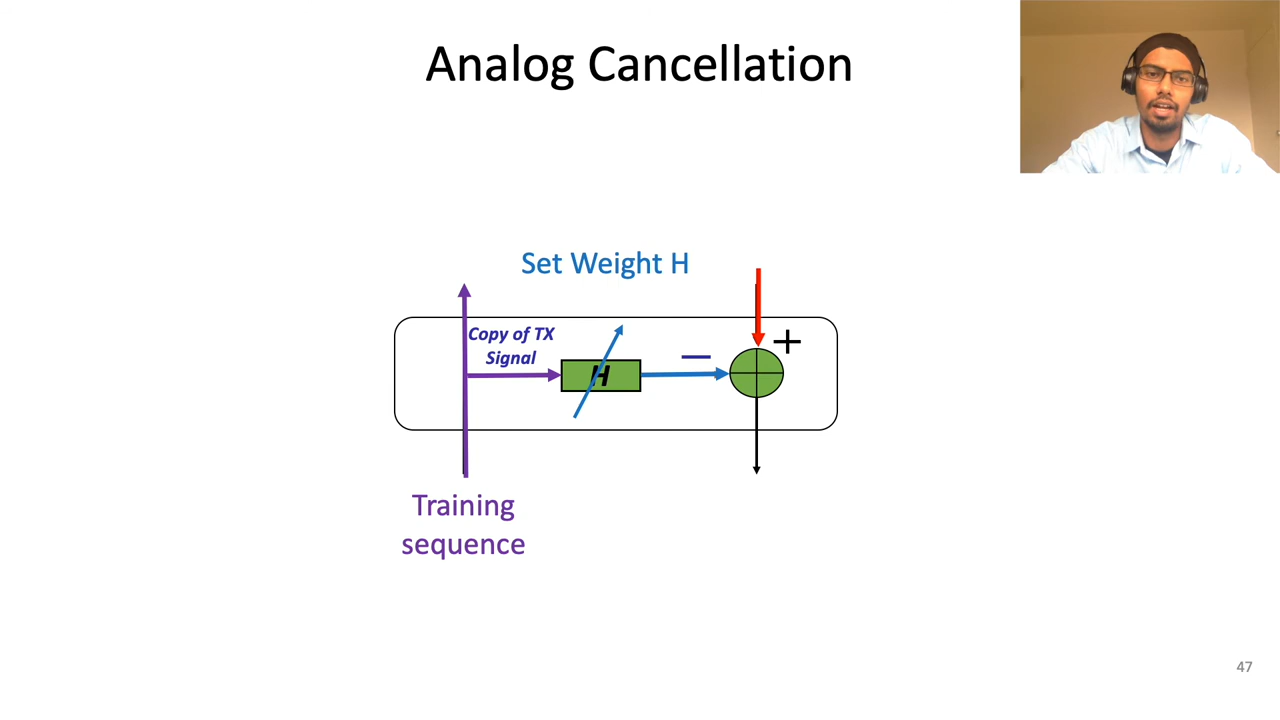 Analog Cancellation
Set Weight H
Copy of TX
Signal
H
−
+
Training
sequence
47